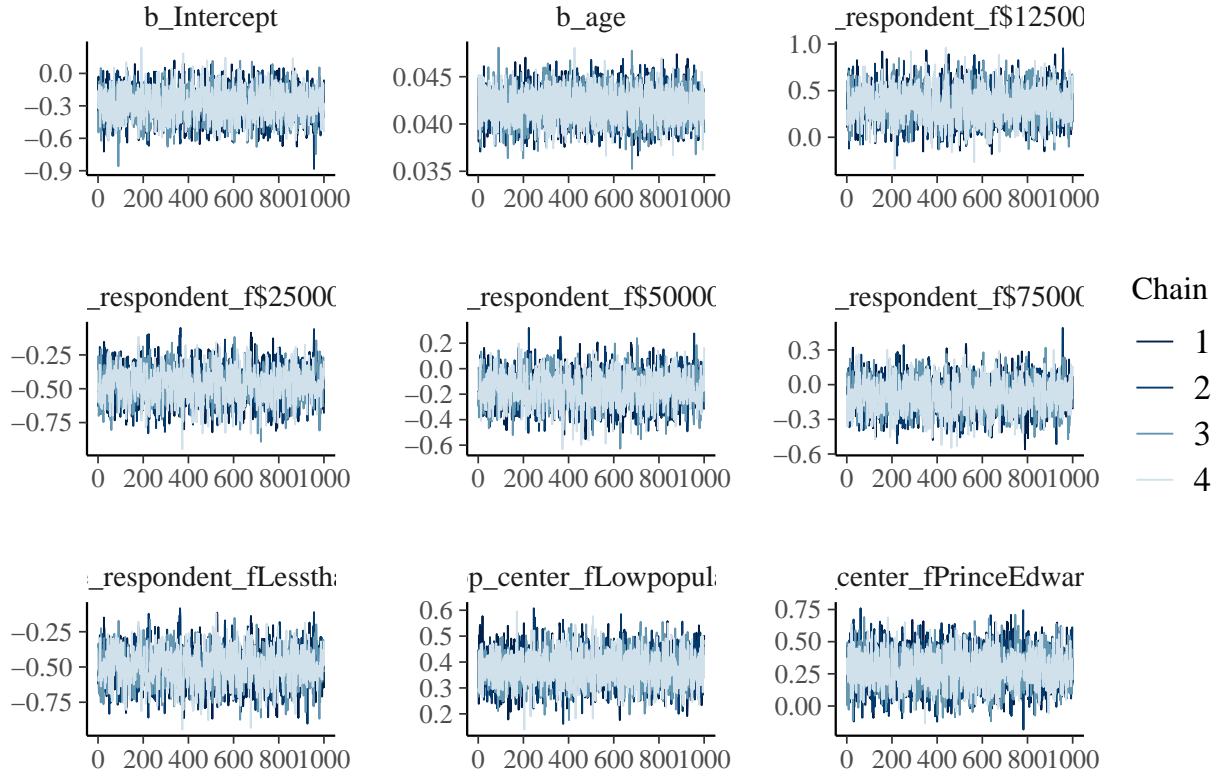 b_Intercept
b_age
_respondent_f$12500
0.0
−0.3
−0.6
−0.9
0.045
0.040
0.035
1.0
0.5
0.0
0 200 400 600 8001000
0 200 400 600 8001000
0 200 400 600 8001000
_respondent_f$25000
_respondent_f$50000
_respondent_f$75000
−0.25
−0.50
−0.75
0.2
0.0
−0.2
−0.4
−0.6
0.3
0.0
−0.3
−0.6
0 200 400 600 8001000
0 200 400 600 8001000
0 200 400 600 8001000
_respondent_fLesstha
p_center_fLowpopula
center_fPrinceEdwar
−0.25
−0.50
−0.75
0.6
0.5
0.4
0.3
0.2
0.75
0.50
0.25
0.00
0 200 400 600 8001000
0 200 400 600 8001000
0 200 400 600 8001000
Chain
1
2
3
4